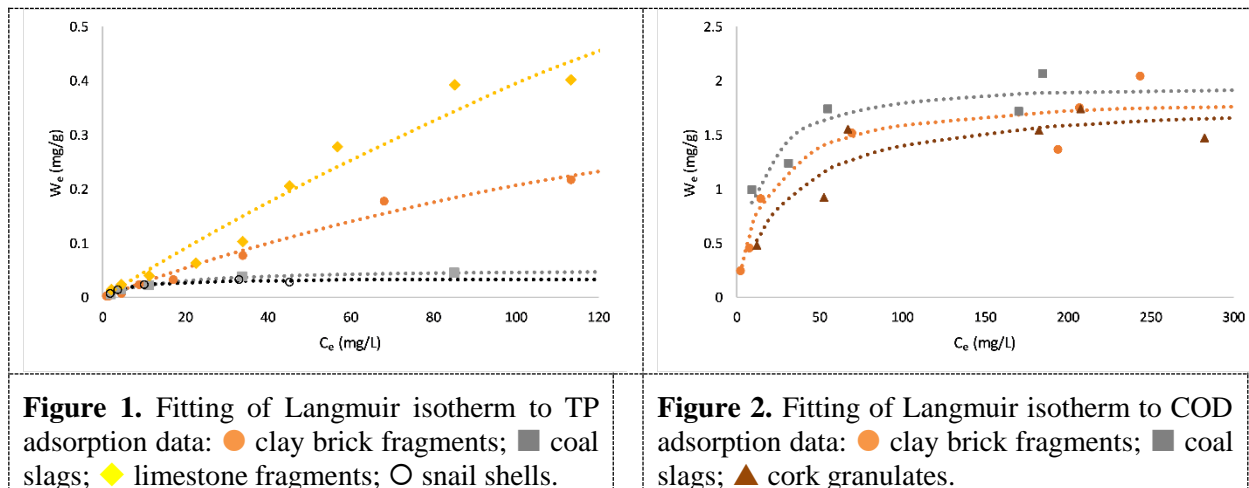 0.5
0.4
0.3
0.2
0.1
0
Wₑ (mg/g)
0 20 40 60 80 100 120
Cₑ (mg/L)
2.5
2
1.5
1
0.5
0
Wₑ (mg/g)
0 50 100 150 200 250 300
Cₑ (mg/L)
Figure 1. Fitting of Langmuir isotherm to TP
adsorption data: clay brick fragments; coal
slags; limestone fragments; snail shells.
Figure 2. Fitting of Langmuir isotherm to COD
adsorption data: clay brick fragments; coal
slags; cork granulates.